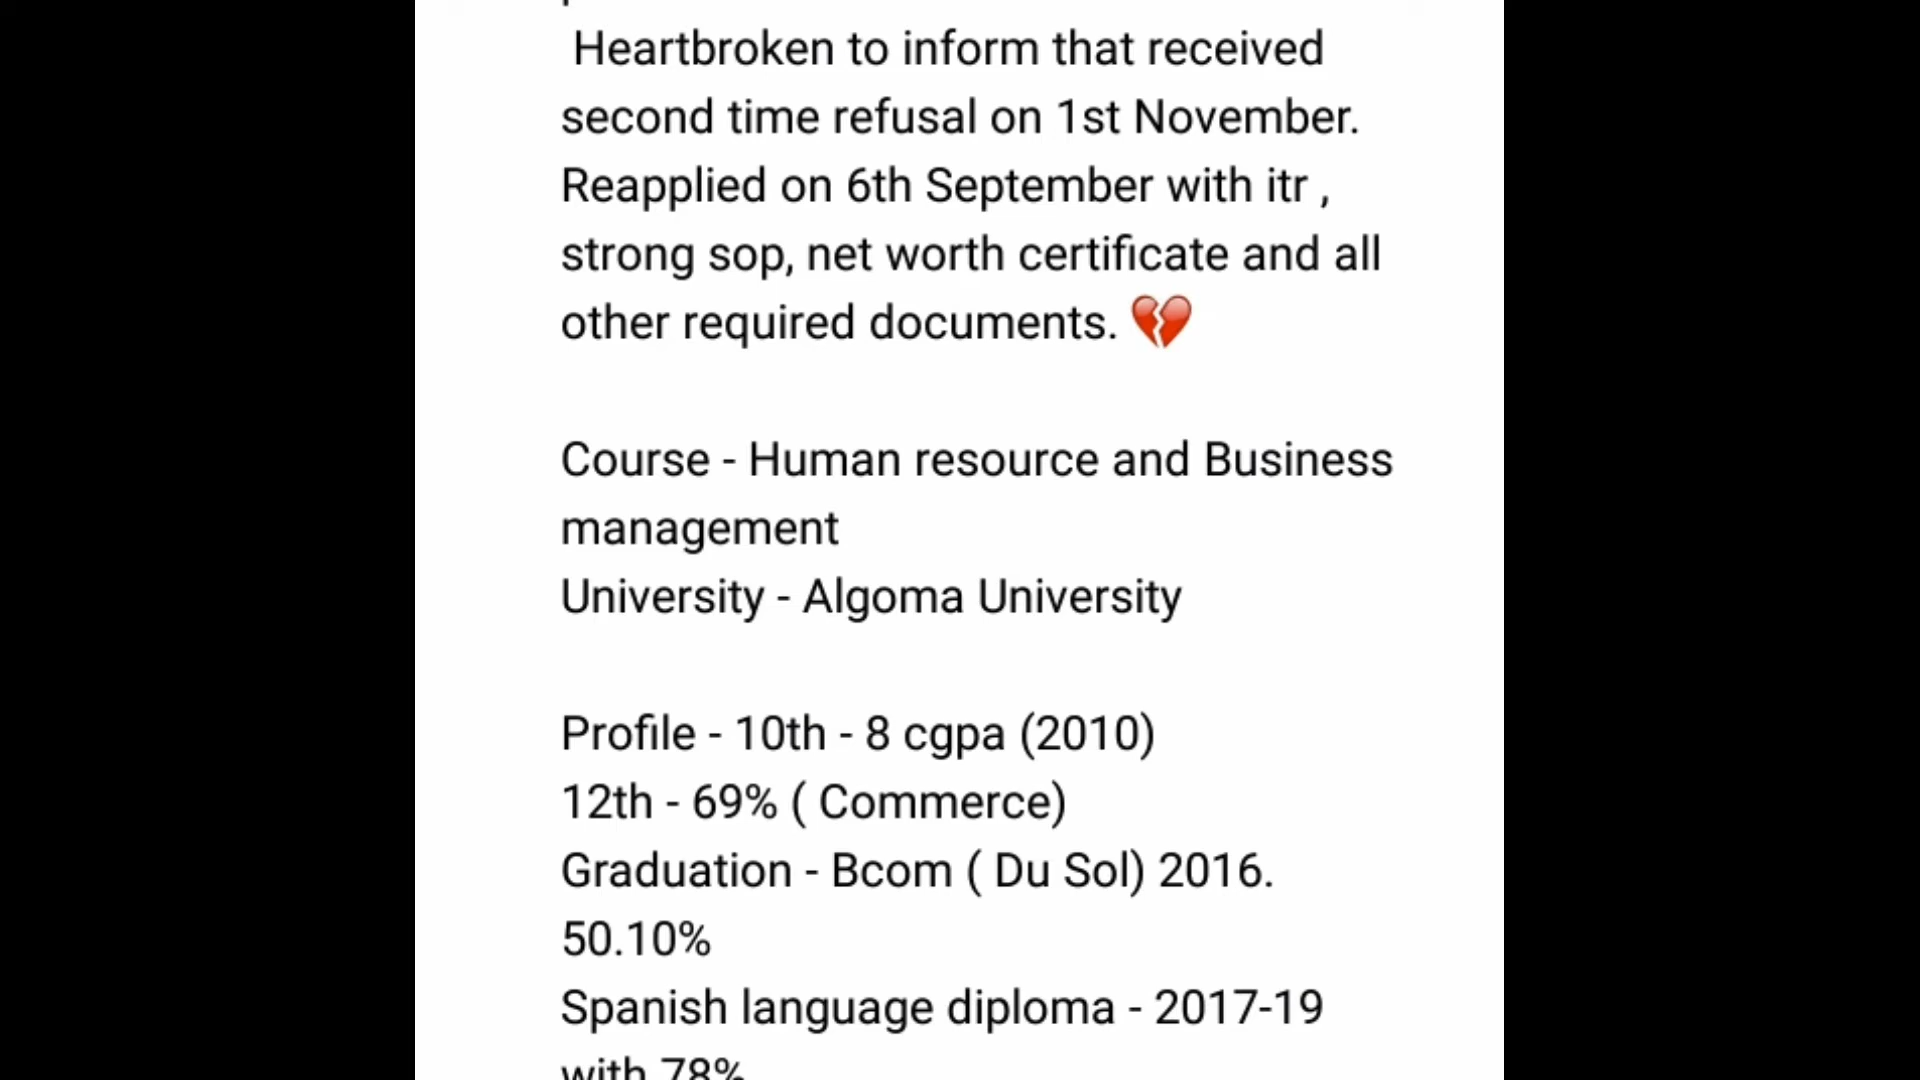 Heartbroken to inform that received
second time refusal on 1st November.
Reapplied on 6th September with itr ,
strong sop, net worth certificate and all
other required documents. 💔
Course - Human resource and Business
management
University - Algoma University
Profile - 10th - 8 cgpa (2010)
12th - 69% ( Commerce)
Graduation - Bcom ( Du Sol) 2016.
50.10%
Spanish language diploma - 2017-19
with 78%